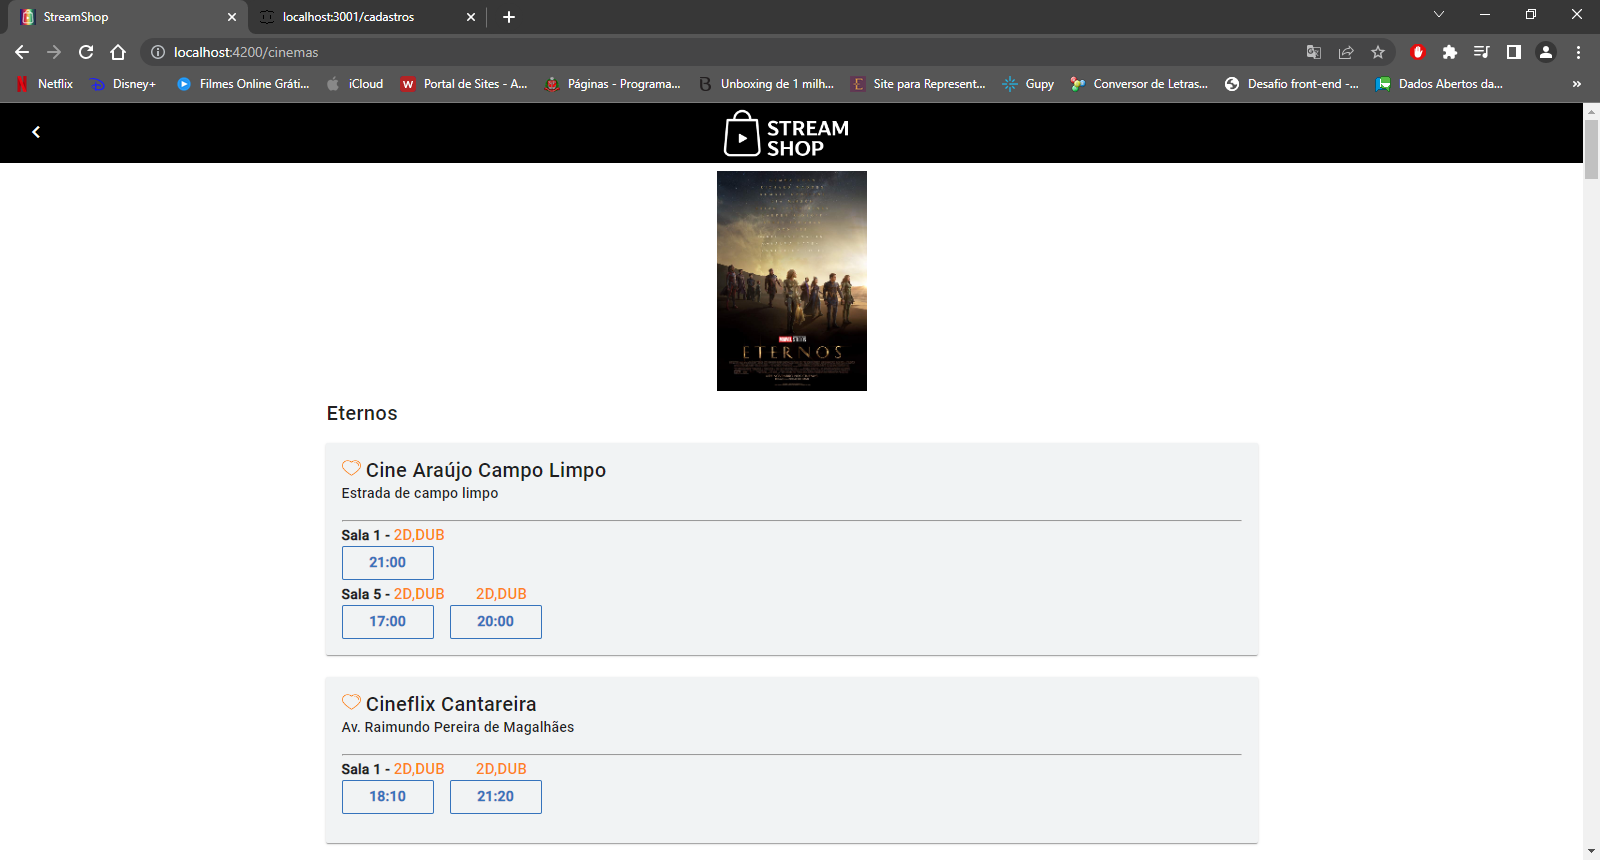 StreamShop
localhost:3001/cadastros
localhost:4200/cinemas
Netflix
Disney+
Filmes Online Gráti...
iCloud
Portal de Sites - A...
Páginas - Programa...
Unboxing de 1 milh...
Site para Represent...
Gupy
Conversor de Letras...
Desafio front-end -...
Dados Abertos da...
»
STREAM
SHOP
MARVEL STUDIOS
ETERNOS
Eternos
Cine Araújo Campo Limpo
Estrada de campo limpo
Sala 1 - 2D,DUB
21:00
Sala 5 - 2D,DUB 2D,DUB
17:00 20:00
Cineflix Cantareira
Av. Raimundo Pereira de Magalhães
Sala 1 - 2D,DUB 2D,DUB
18:10 21:20